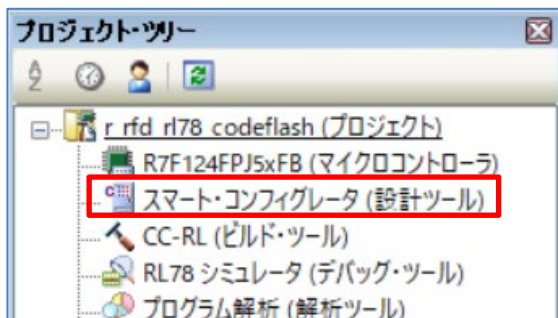 プロジェクト・ツリー
r_rfd_rl78_codeflash (プロジェクト)
R7F124FPJ5xFB (マイクロコントローラ)
スマート・コンフィグレータ (設計ツール)
CC-RL (ビルド・ツール)
RL78 シミュレータ (デバッグ・ツール)
プログラム解析 (解析ツール)